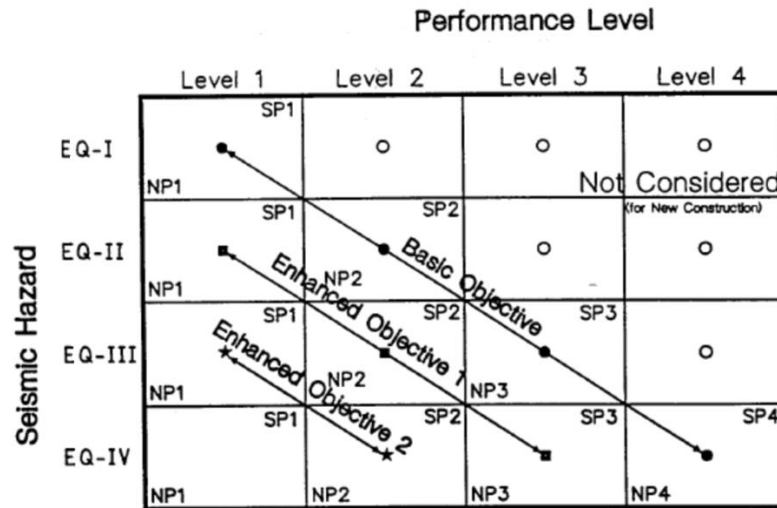 Performance Level
Level 1 Level 2 Level 3 Level 4
SP1
EQ-I
NP1
Not Considered
(for New Construction)
SP1 SP2
EQ-II
Basic Objective
NP1 NP2
Enhanced Objective 1
SP1 SP2 SP3
EQ-III
NP1 NP2 NP3
Enhanced Objective 2
SP1 SP2 SP3 SP4
EQ-IV
NP1 NP2 NP3 NP4
Seismic Hazard